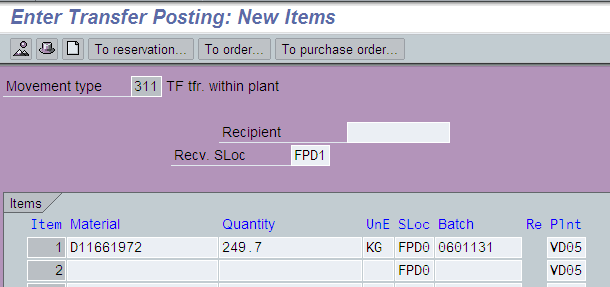 Enter Transfer Posting: New Items
To reservation... To order... To purchase order...
Movement type 311 TF tfr. within plant
Recipient
Recv. SLoc FPD1
Items
Item Material Quantity UnE SLoc Batch Re Plnt
1 D11661972 249.7 KG FPD0 0601131 VD05
2 FPD0 VD05